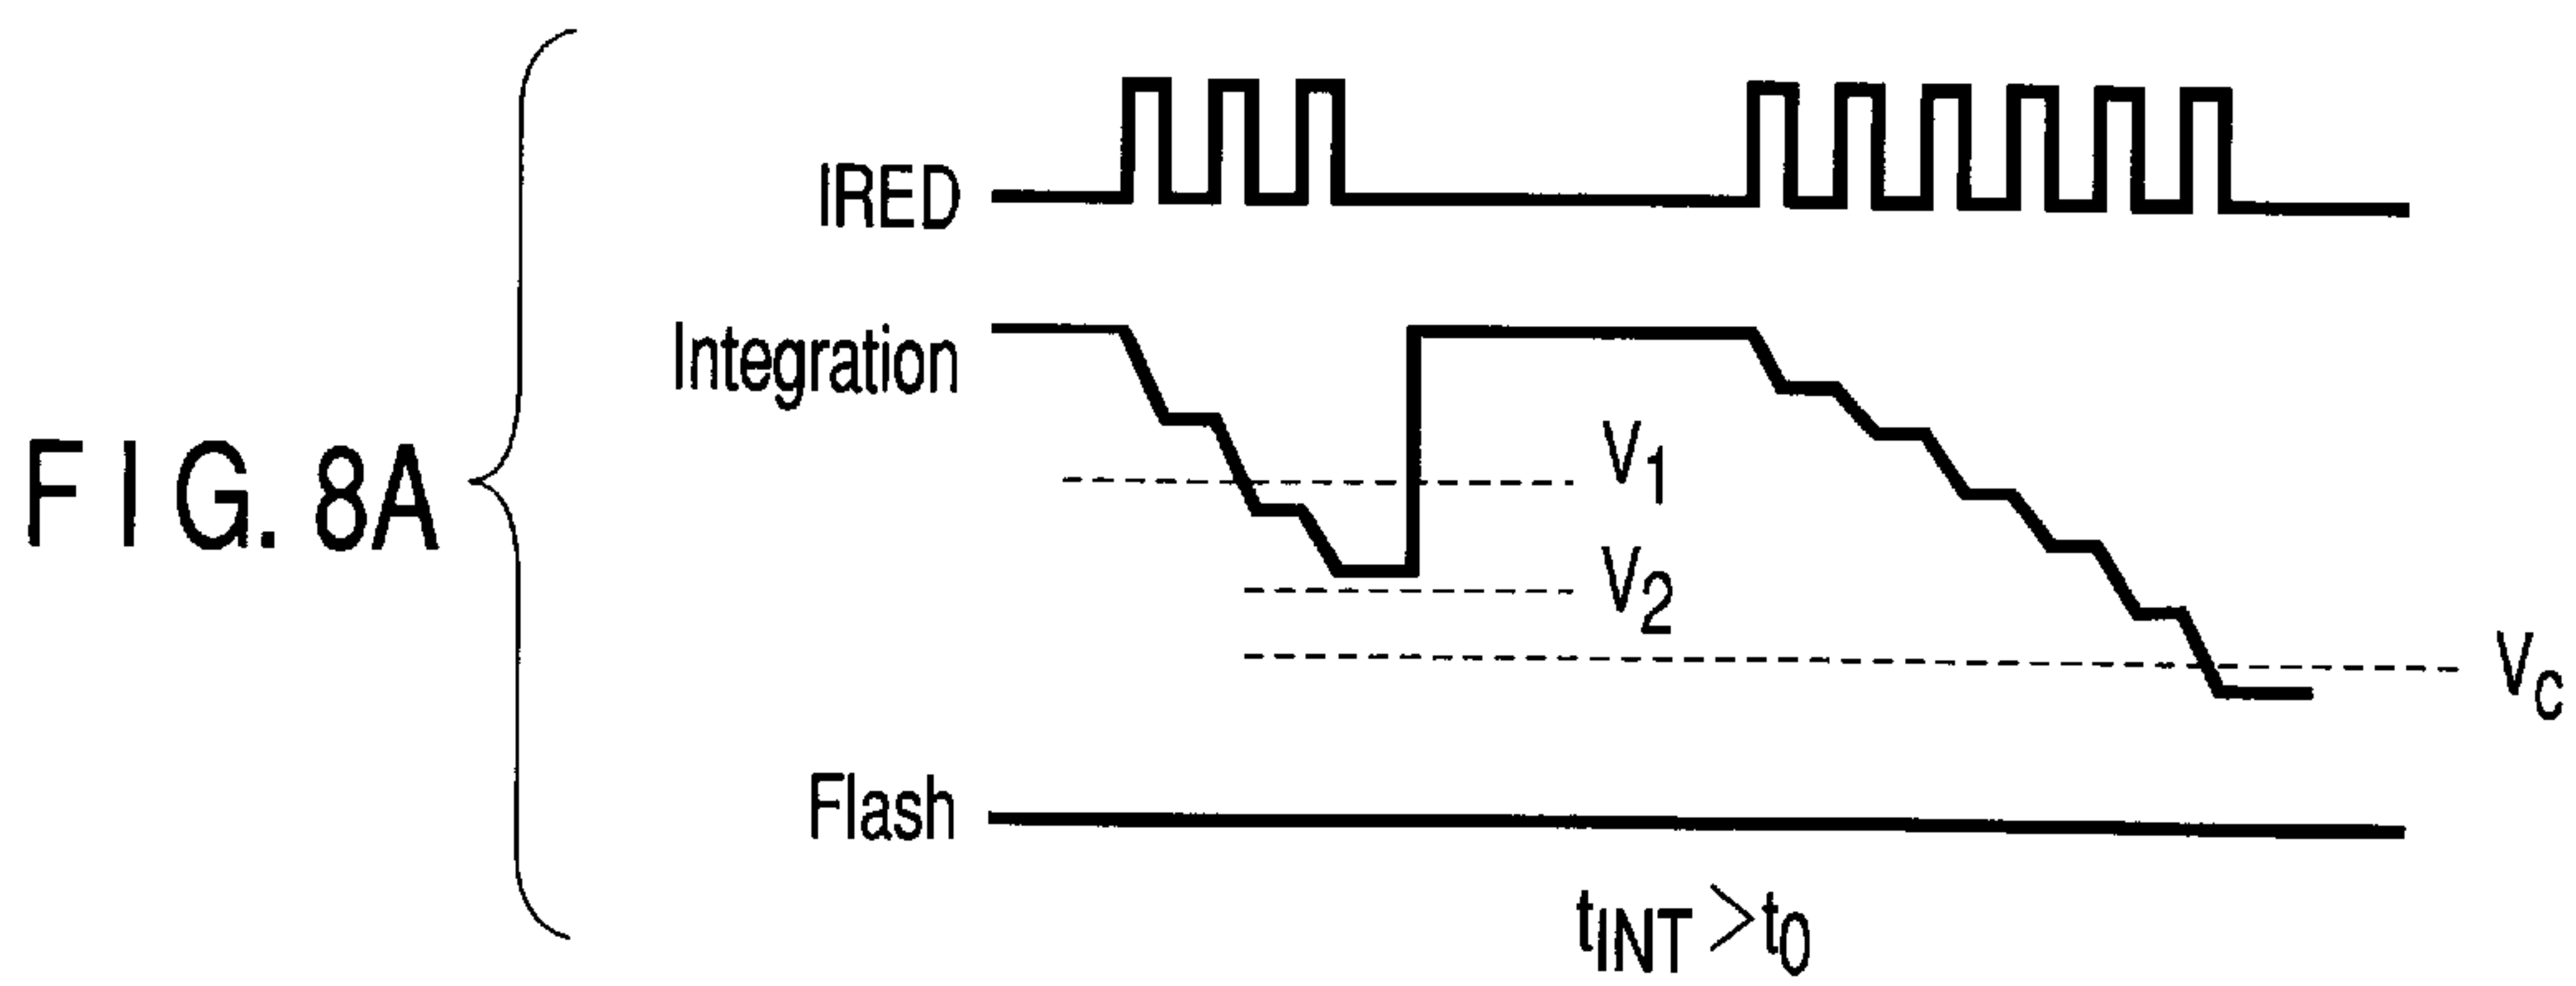 FIG. 8A
IRED
Integration
V1
V2
Vc
Flash
tINT>t0